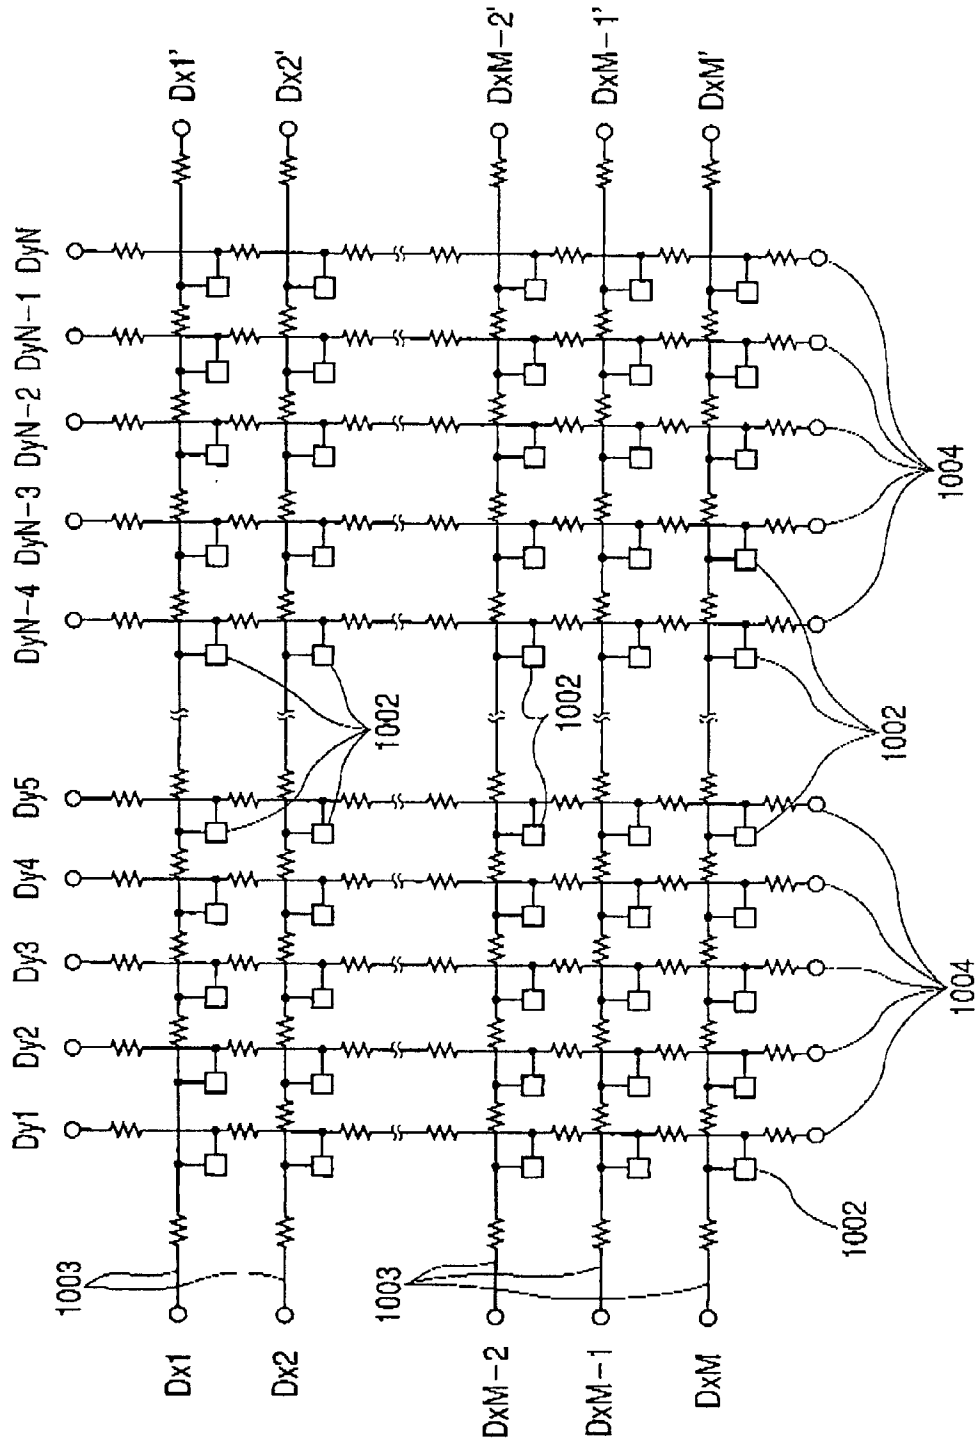 Dy1 Dy2 Dy3 Dy4 Dy5 DyN-4 DyN-3 DyN-2 DyN-1 DyN
1003
Dx1 Dx1'
Dx2 Dx2'
1002
1003
DxM-2 DxM-2'
1002
DxM-1 DxM-1'
DxM DxM'
1002
1002
1004
1004